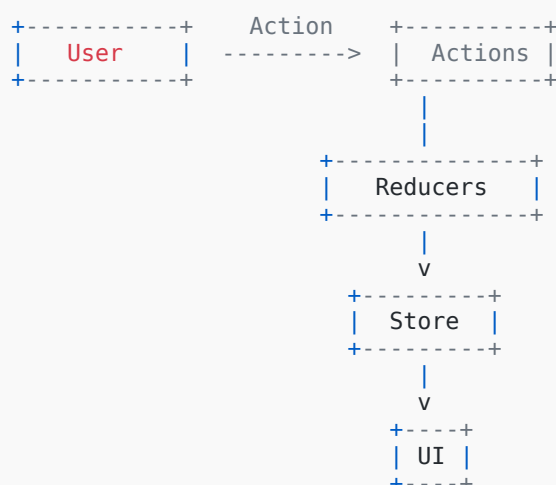 Action
User
Actions
Reducers
v
Store
v
UI